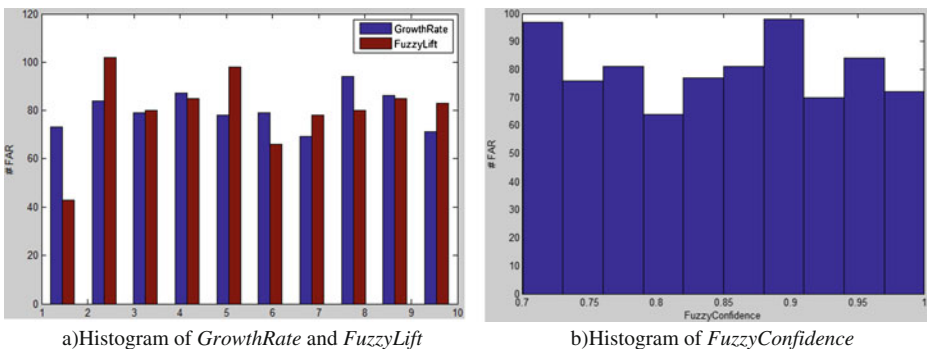 120
100
80
60
40
20
0
# FAR
GrowthRate
FuzzyLift
1 2 3 4 5 6 7 8 9 10
a)Histogram of GrowthRate and FuzzyLift
100
90
80
70
60
50
40
30
20
10
0
# FAR
0.7 0.75 0.8 0.85 0.9 0.95 1
FuzzyConfidence
b)Histogram of FuzzyConfidence